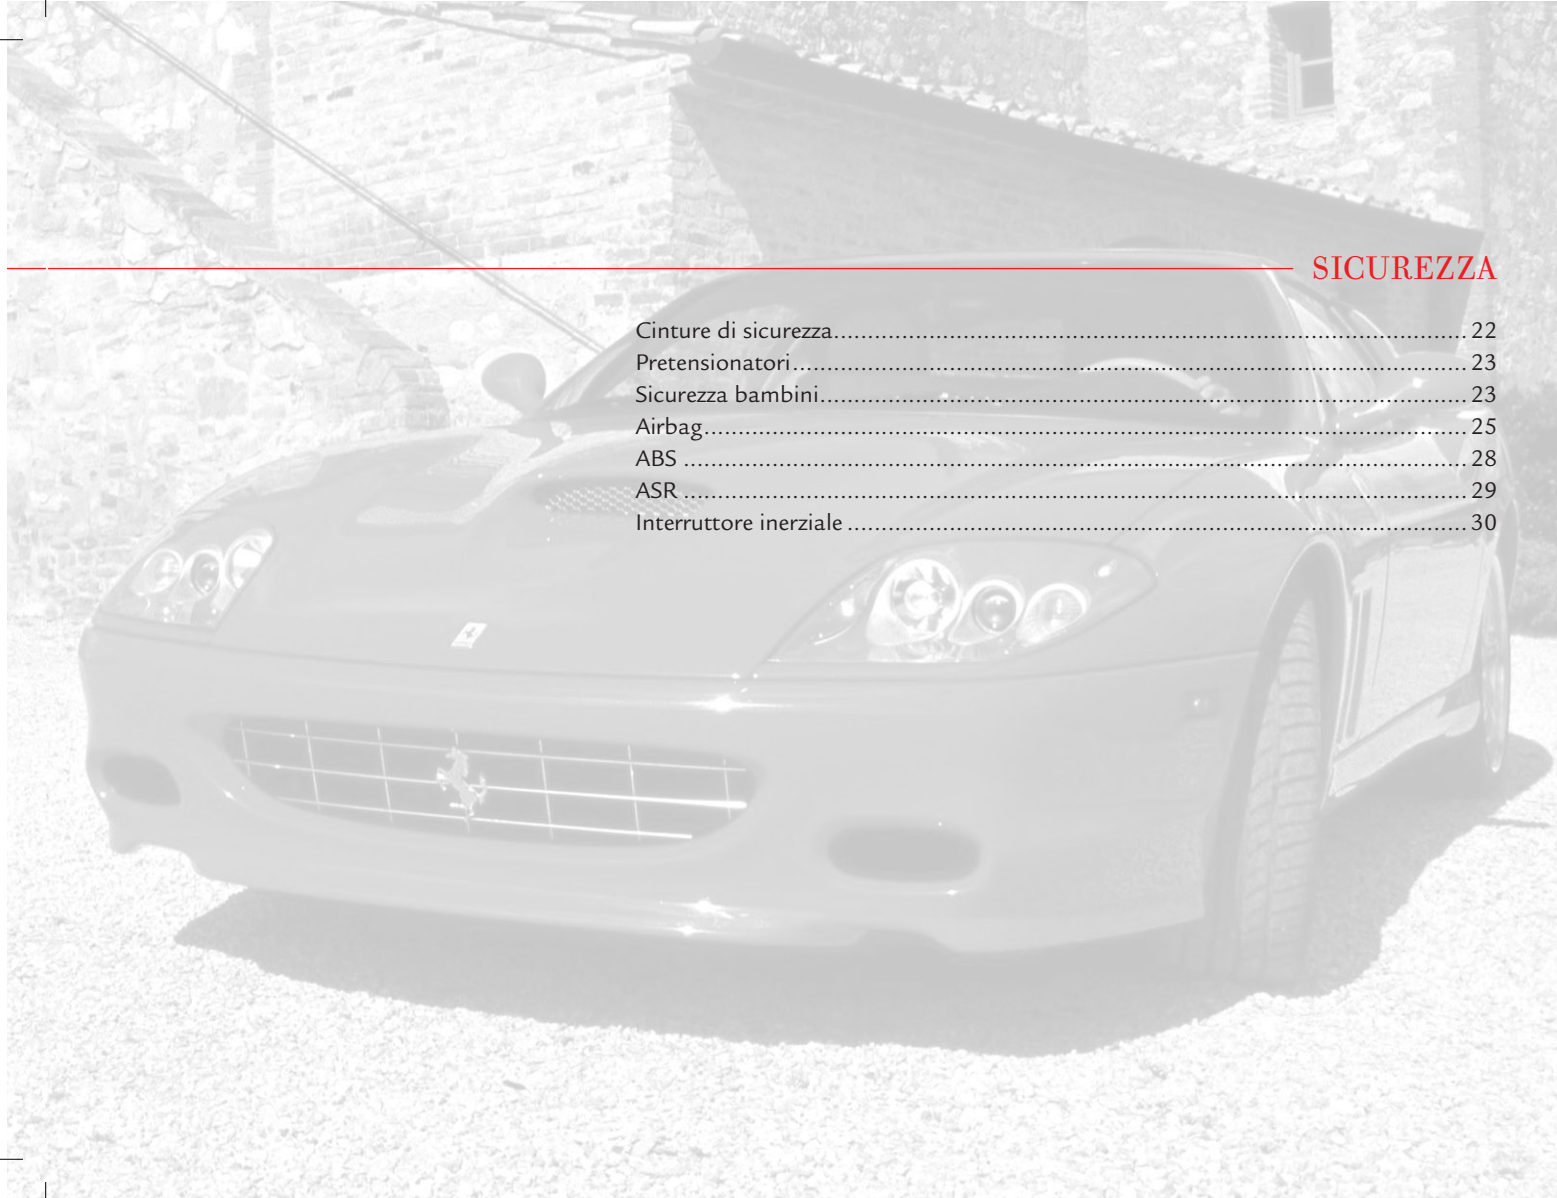 SICUREZZA
Cinture di sicurezza.............................................................................................. 22
Pretensionatori.................................................................................................... 23
Sicurezza bambini............................................................................................... 23
Airbag................................................................................................................. 25
ABS .................................................................................................................... 28
ASR .................................................................................................................... 29
Interruttore inerziale ........................................................................................... 30